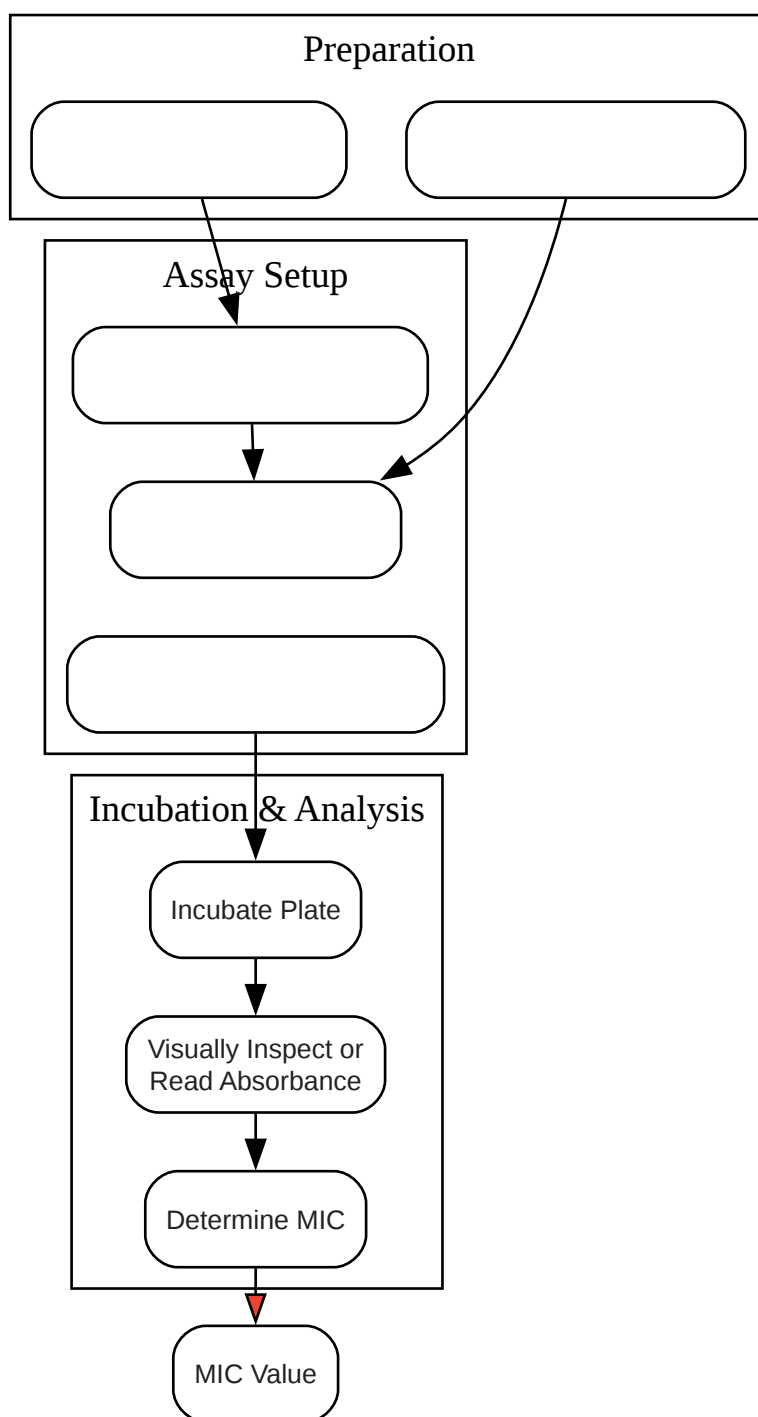 Preparation
Assay Setup
Incubation & Analysis
Incubate Plate
Visually Inspect or
Read Absorbance
Determine MIC
MIC Value